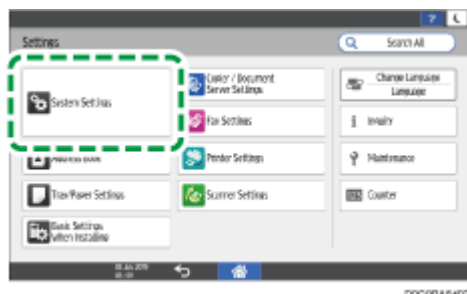 ?
Settings
Search All
System Settings
Copier / Document
Server Settings
Change Language
Language
Fax Settings
Inquiry
Address Book
Printer Settings
Maintenance
Tray/Paper Settings
Scanner Settings
Counter
Basic Settings
When Installing